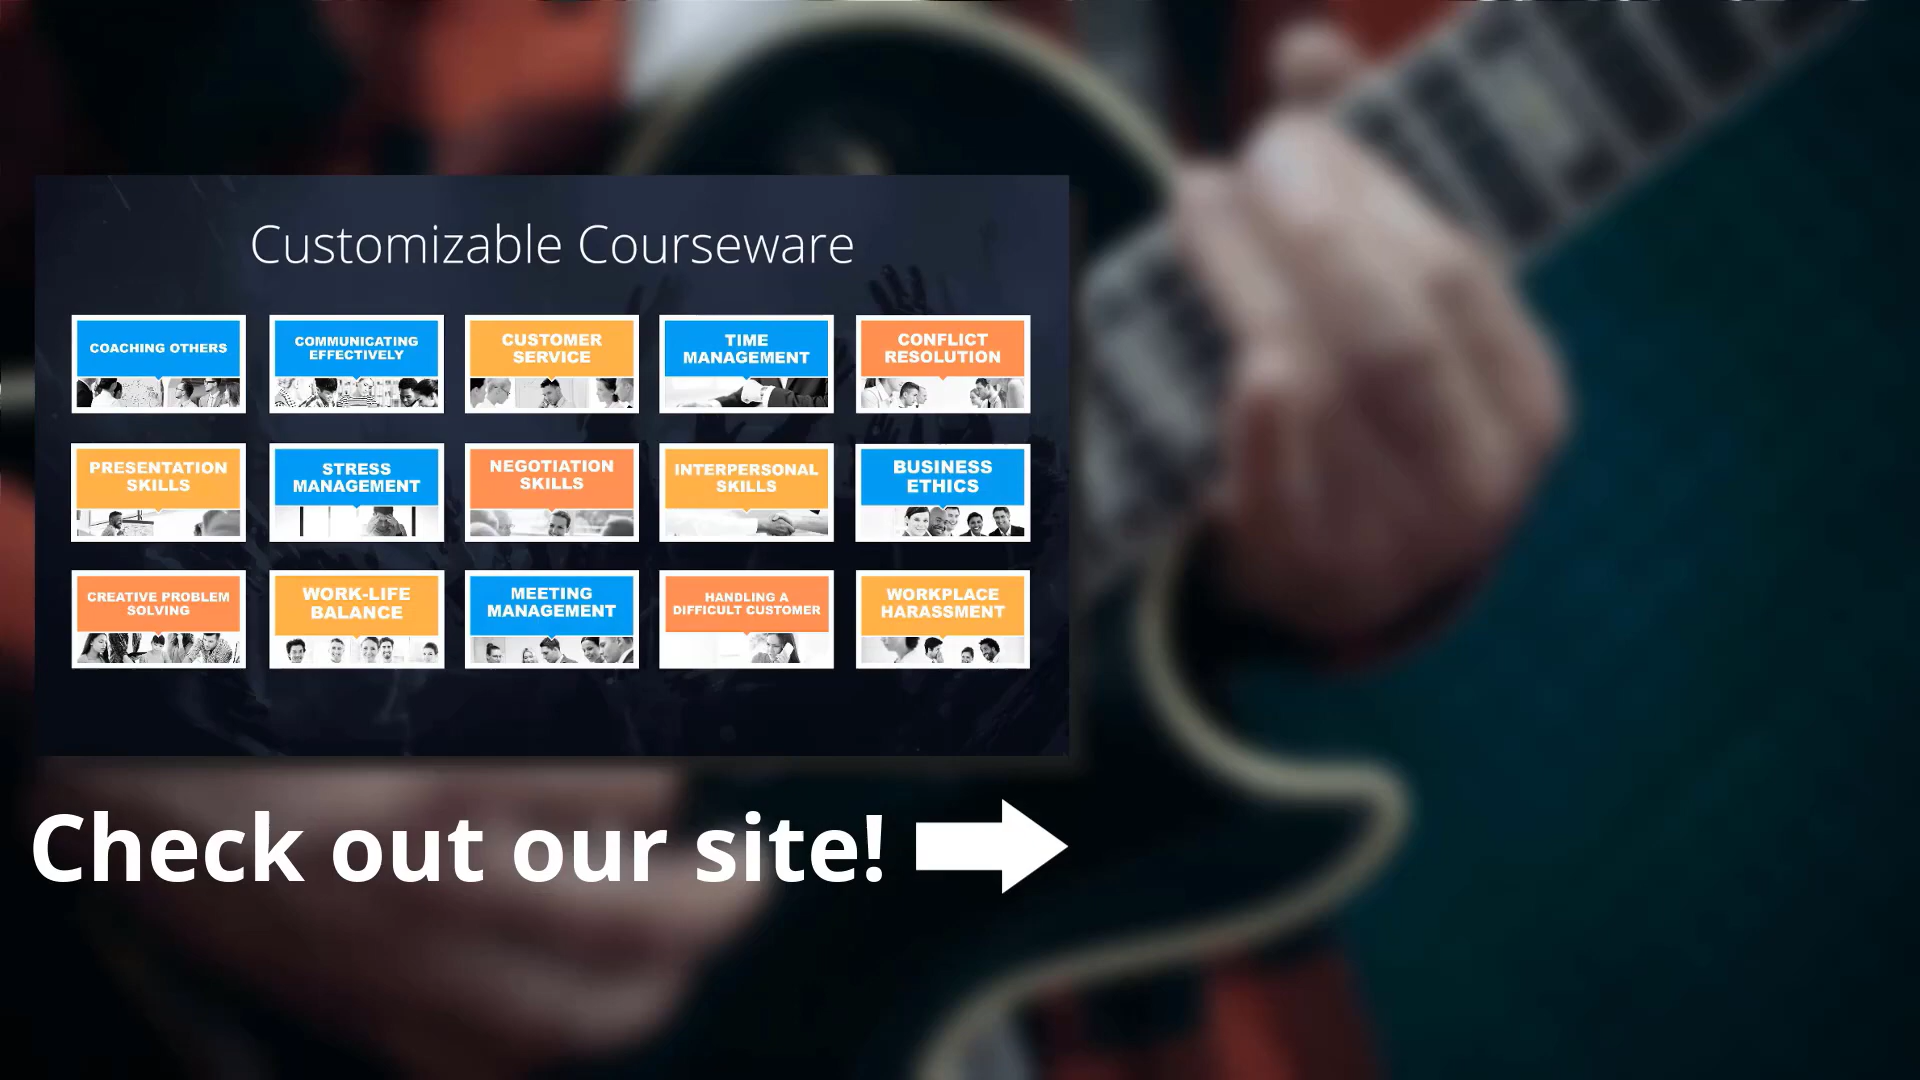 Customizable Courseware
COACHING OTHERS
COMMUNICATING
EFFECTIVELY
CUSTOMER
SERVICE
TIME
MANAGEMENT
CONFLICT
RESOLUTION
PRESENTATION
SKILLS
STRESS
MANAGEMENT
NEGOTIATION
SKILLS
INTERPERSONAL
SKILLS
BUSINESS
ETHICS
CREATIVE PROBLEM
SOLVING
WORK-LIFE
BALANCE
MEETING
MANAGEMENT
HANDLING A
DIFFICULT CUSTOMER
WORKPLACE
HARASSMENT
Check out our site!